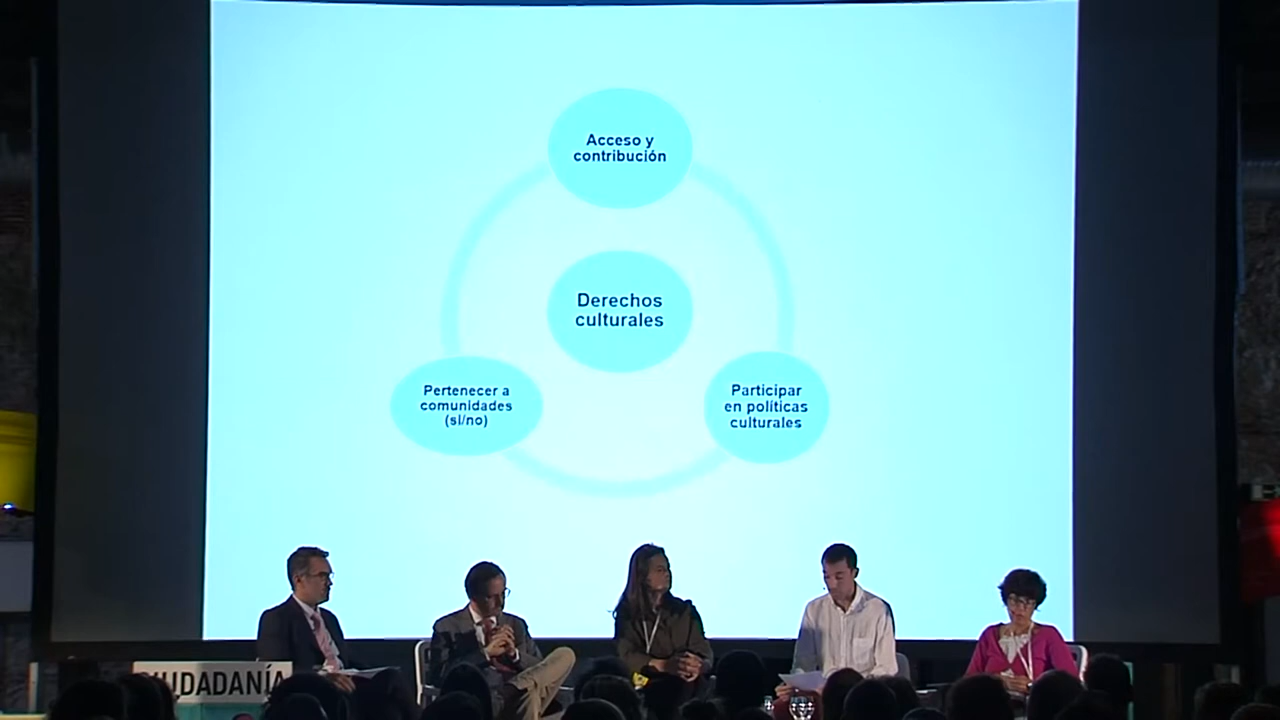 Acceso y
contribución
Derechos
culturales
Pertenecer a
comunidades
(sí/no)
Participar
en políticas
culturales
CIUDADANÍA